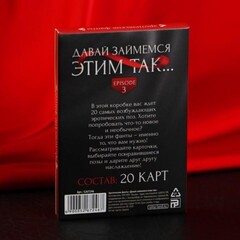 ДАВАЙ ЗАЙМЕМСЯ
ЭТИМ ТАК...
EPISODE
3
В этой коробке вас ждёт
20 самых возбуждающих
эротических поз. Хотите
попробовать что-то новое
и необычное?
Тогда эти фанты – именно
то, что вам нужно!
Рассматривайте карточки,
выбирайте понравившиеся
позы и дарите друг другу
наслаждение!
СОСТАВ: 20 КАРТ